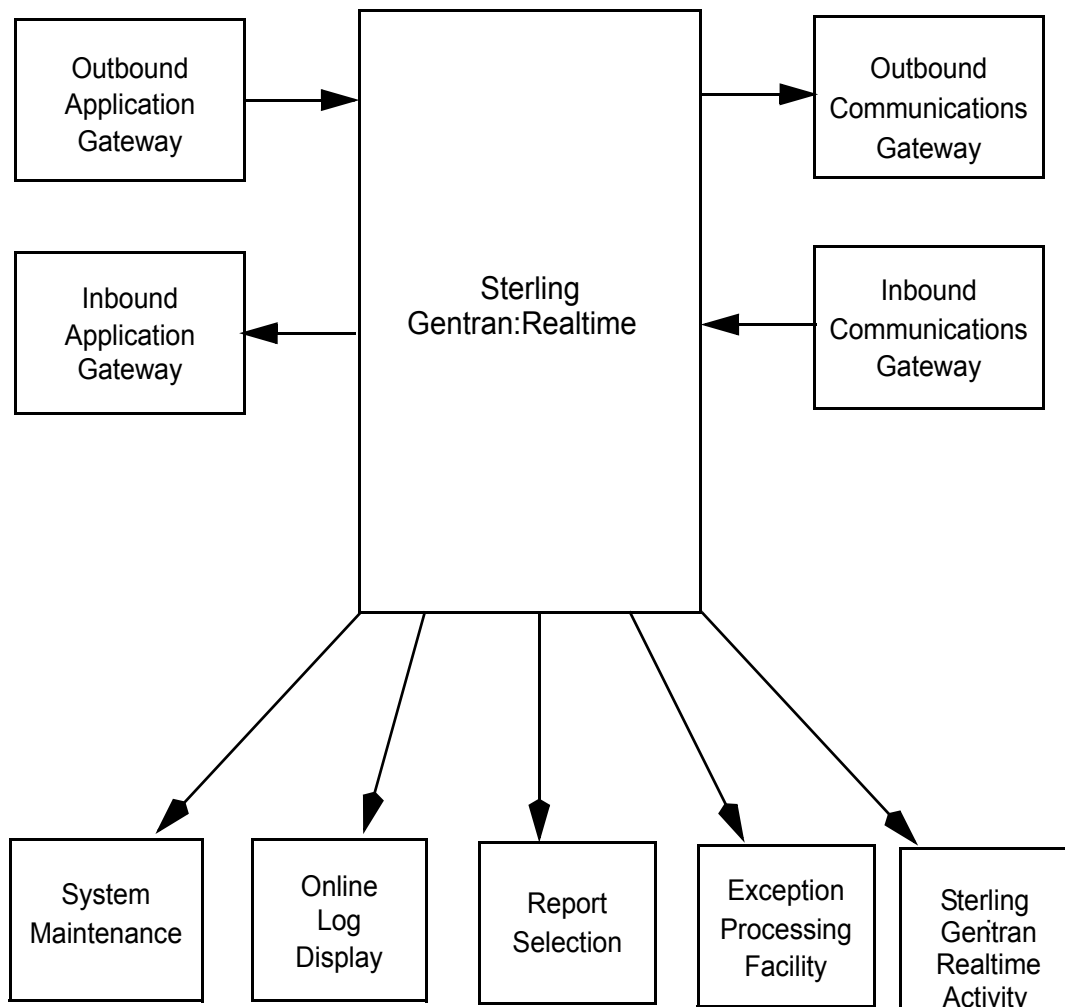 Outbound
Application
Gateway
Outbound
Communications
Gateway
Sterling
Gentran:Realtime
Inbound
Application
Gateway
Inbound
Communications
Gateway
System
Maintenance
Online
Log
Display
Report
Selection
Exception
Processing
Facility
Sterling
Gentran
Realtime
Activity